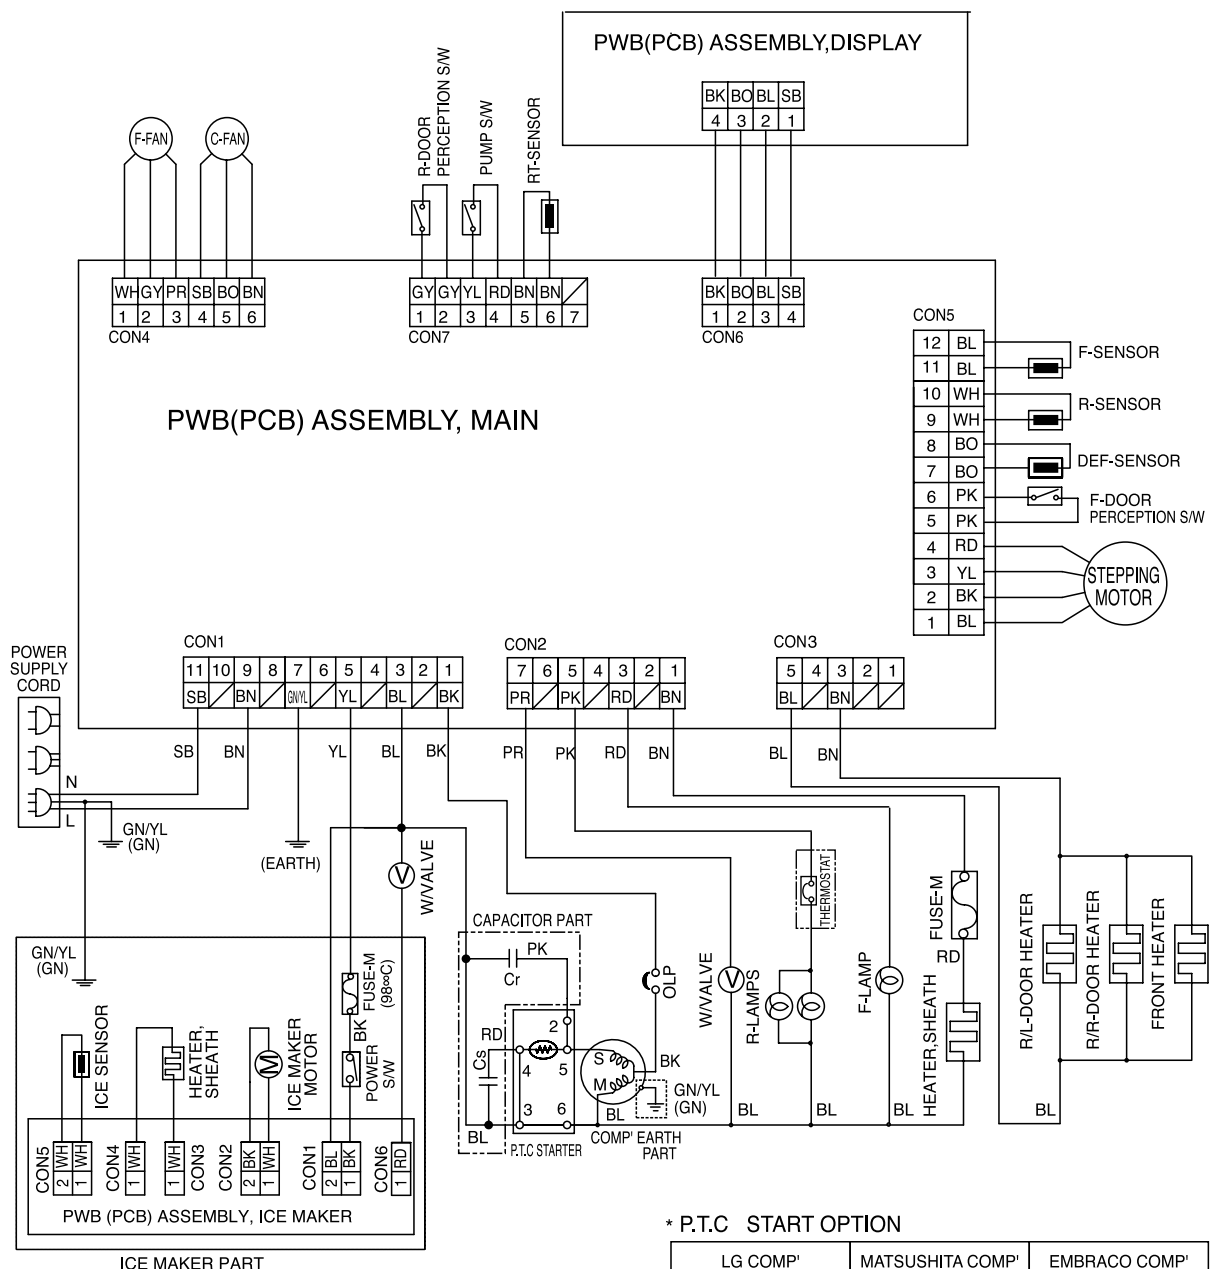 PWB(PCB) ASSEMBLY,DISPLAY
BK BO BL SB
4 3 2 1
F-FAN
C-FAN
R-DOOR
PERCEPTION S/W
PUMP S/W
RT-SENSOR
WH GY PR SB BO BN
1 2 3 4 5 6
CON4
GY GY YL RD BN BN
1 2 3 4 5 6 7
CON7
BK BO BL SB
1 2 3 4
CON6
CON5
12 BL
11 BL
10 WH
9 WH
8 BO
7 BO
6 PK
5 PK
4 RD
3 YL
2 BK
1 BL
F-SENSOR
R-SENSOR
DEF-SENSOR
F-DOOR
PERCEPTION S/W
STEPPING
MOTOR
PWB(PCB) ASSEMBLY, MAIN
POWER
SUPPLY
CORD
CON1
11 10 9 8 7 6 5 4 3 2 1
SB BN GN/YL YL BL BK
CON2
7 6 5 4 3 2 1
PR PK RD BN
CON3
5 4 3 2 1
BL BN
SB BN YL BL BK PR PK RD BN BL BN
N
L
GN/YL
(GN)
(EARTH)
W/VALVE
GN/YL
(GN)
CAPACITOR PART
PK
Cr
RD
Cs
2
4 5
3 6
BL
P.T.C STARTER
S
M
BL
COMP'
EARTH
PART
OLP
BK
GN/YL
(GN)
W/VALVE
BL
R-LAMPS
THERMOSTAT
BL
F-LAMP
BL
FUSE-M
RD
HEATER,SHEATH
R/L-DOOR HEATER
R/R-DOOR HEATER
FRONT HEATER
BL
ICE SENSOR
HEATER,
SHEATH
ICE MAKER
MOTOR
M
FUSE-M
(98∞C)
BK
POWER
S/W
CON5
2 WH
1 WH
CON4
1 WH
CON3
1 WH
CON2
2 BK
1 WH
CON1
2 BL
1 BK
CON6
1 RD
PWB (PCB) ASSEMBLY, ICE MAKER
ICE MAKER PART
* P.T.C START OPTION
LG COMP' MATSUSHITA COMP' EMBRACO COMP'